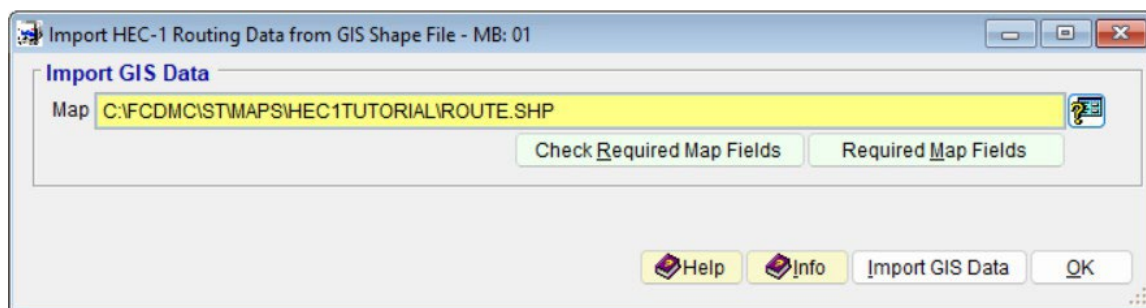 Import HEC-1 Routing Data from GIS Shape File - MB: 01
Import GIS Data
Map C:\FCDMC\ST\MAPS\HEC1TUTORIAL\ROUTE.SHP
Check Required Map Fields Required Map Fields
Help Info Import GIS Data OK